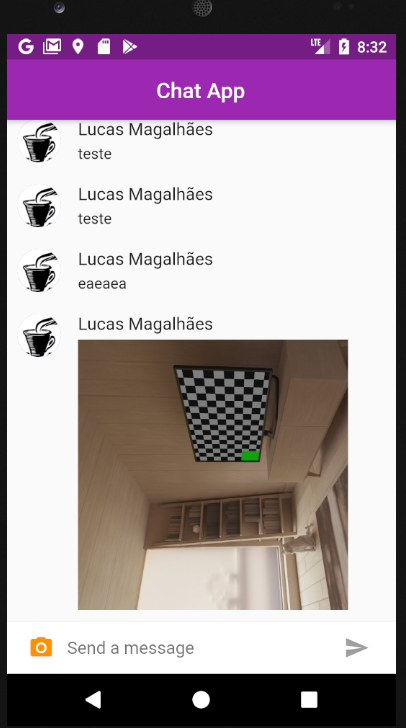 LTE 8:32
Chat App
Lucas Magalhães
teste
Lucas Magalhães
teste
Lucas Magalhães
eaeaea
Lucas Magalhães
Send a message